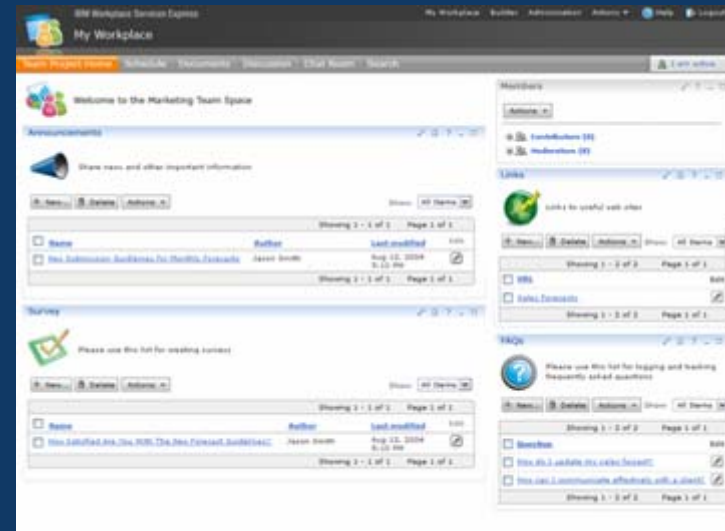 IBM Workplace Services Express
My Workplace Builder Administration Actions Help Logout
My Workplace
Team Project Home Schedule Documents Discussion Chat Room Search
I am active
Welcome to the Marketing Team Space
Announcements
Share news and other important information
New... Delete Actions Show: All Items
Showing 1 - 1 of 1 Page 1 of 1
Name Author Last modified Edit
New Submission Guidelines for Monthly Forecasts Jason Smith Aug 12, 2004
Showing 1 - 1 of 1 Page 1 of 1
Survey
Please use this list for creating surveys
New... Delete Actions Show: All Items
Showing 1 - 1 of 1 Page 1 of 1
Name Author Last modified Edit
How Satisfied Are You With The New Forecast Guidelines? Jason Smith Aug 12, 2004
Showing 1 - 1 of 1 Page 1 of 1
Members
Actions
Contributors (0)
Moderators (0)
Links
Links to useful web sites
New... Delete Actions Show: All Items
Showing 1 - 2 of 2 Page 1 of 1
URL Edit
Sales Forecasts
Showing 1 - 2 of 2 Page 1 of 1
FAQs
Please use this list for logging and tracking
frequently asked questions
New... Delete Actions Show: All Items
Showing 1 - 2 of 2 Page 1 of 1
Question Edit
How do I update my sales
How can I communicate effectively with a client?
Showing 1 - 2 of 2 Page 1 of 1